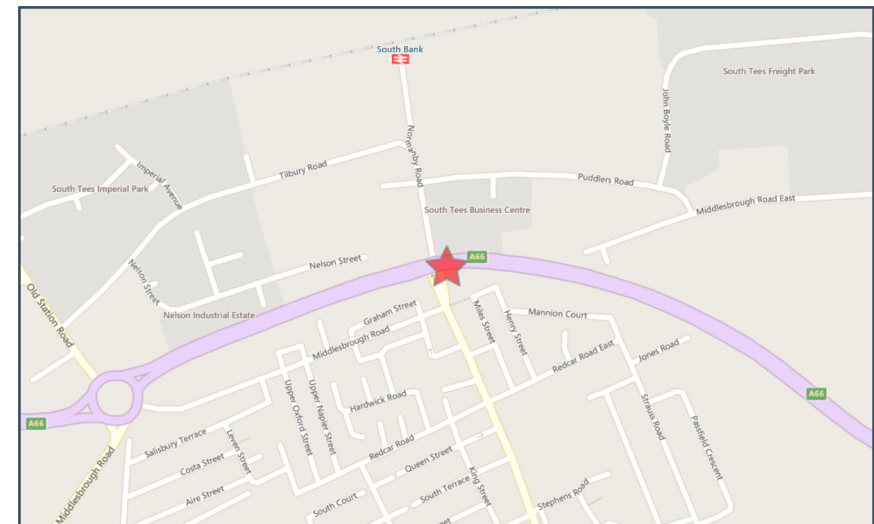 South Bank
South Tees Freight Park
John Boyle Road
Normanby Road
Imperial Avenue
Tilbury Road
Puddlers Road
South Tees Imperial Park
South Tees Business Centre
Middlesbrough Road East
A66
Nelson Street
Nelson Street
Old Station Road
Nelson Industrial Estate
Graham Street
Miles Street
Henry Street
Mannion Court
Middlesbrough Road
Redcar Road East
Jones Road
A66
Upper Oxford Street
Upper Napier Street
Hardwick Road
Strauss Road
Passfield Crescent
A66
Salisbury Terrace
Leven Street
Redcar Road
Costa Street
Queen Street
King Street
Middlesbrough Road
Aire Street
South Court
South Terrace
Stephens Road